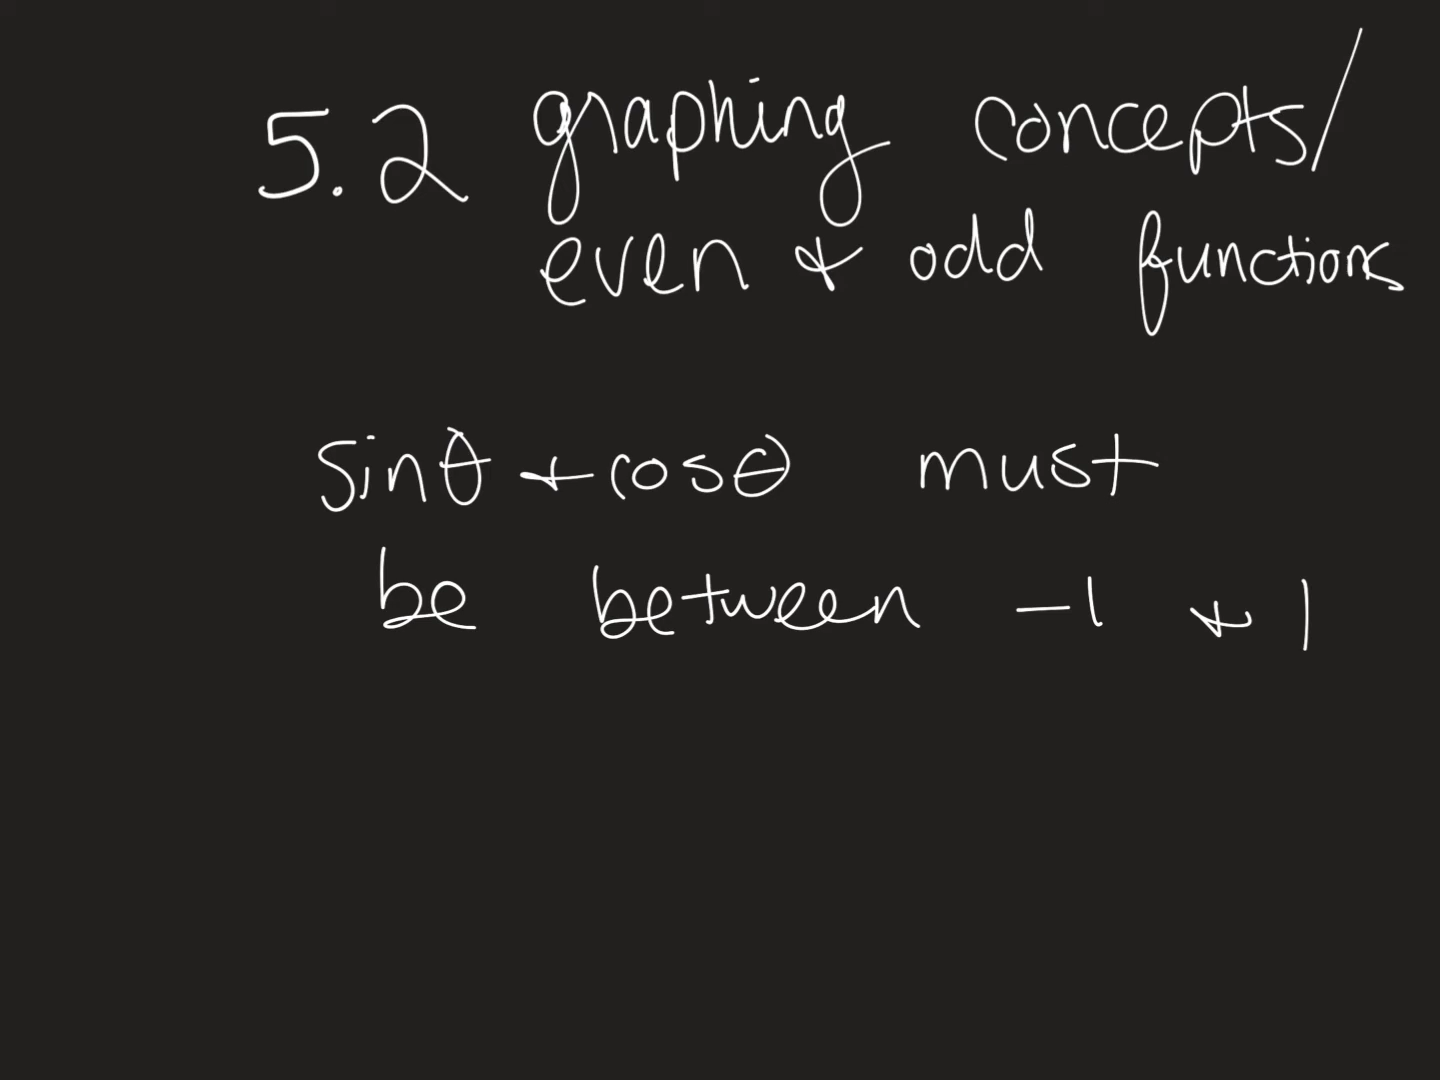 5.2 graphing concepts/
even & odd functions
sinθ & cosθ must
be between -1 & 1